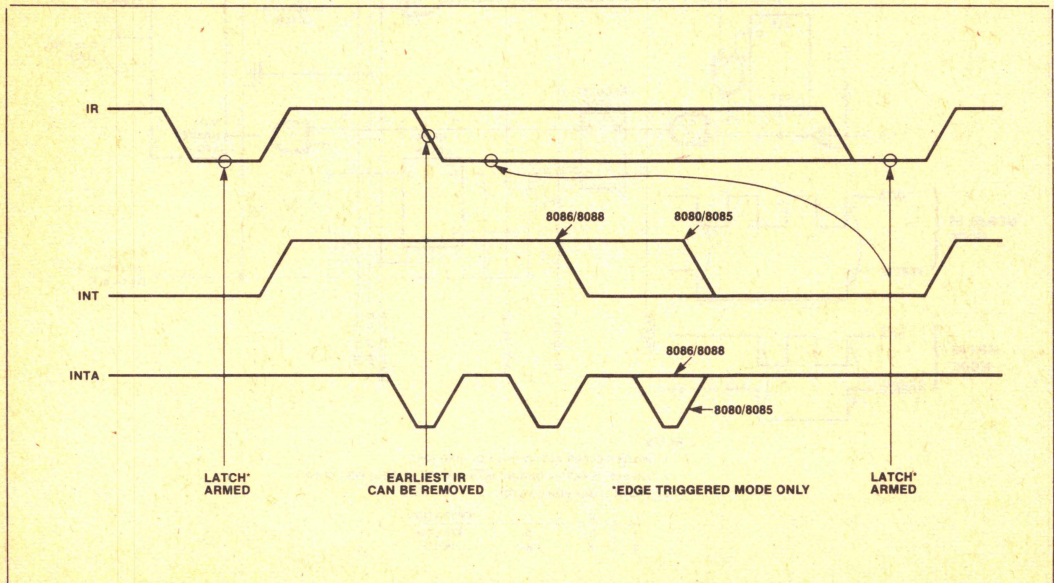 IR
8086/8088
8080/8085
INT
8086/8088
INTA
8080/8085
LATCH*
ARMED
EARLIEST IR
CAN BE REMOVED
*EDGE TRIGGERED MODE ONLY
LATCH*
ARMED